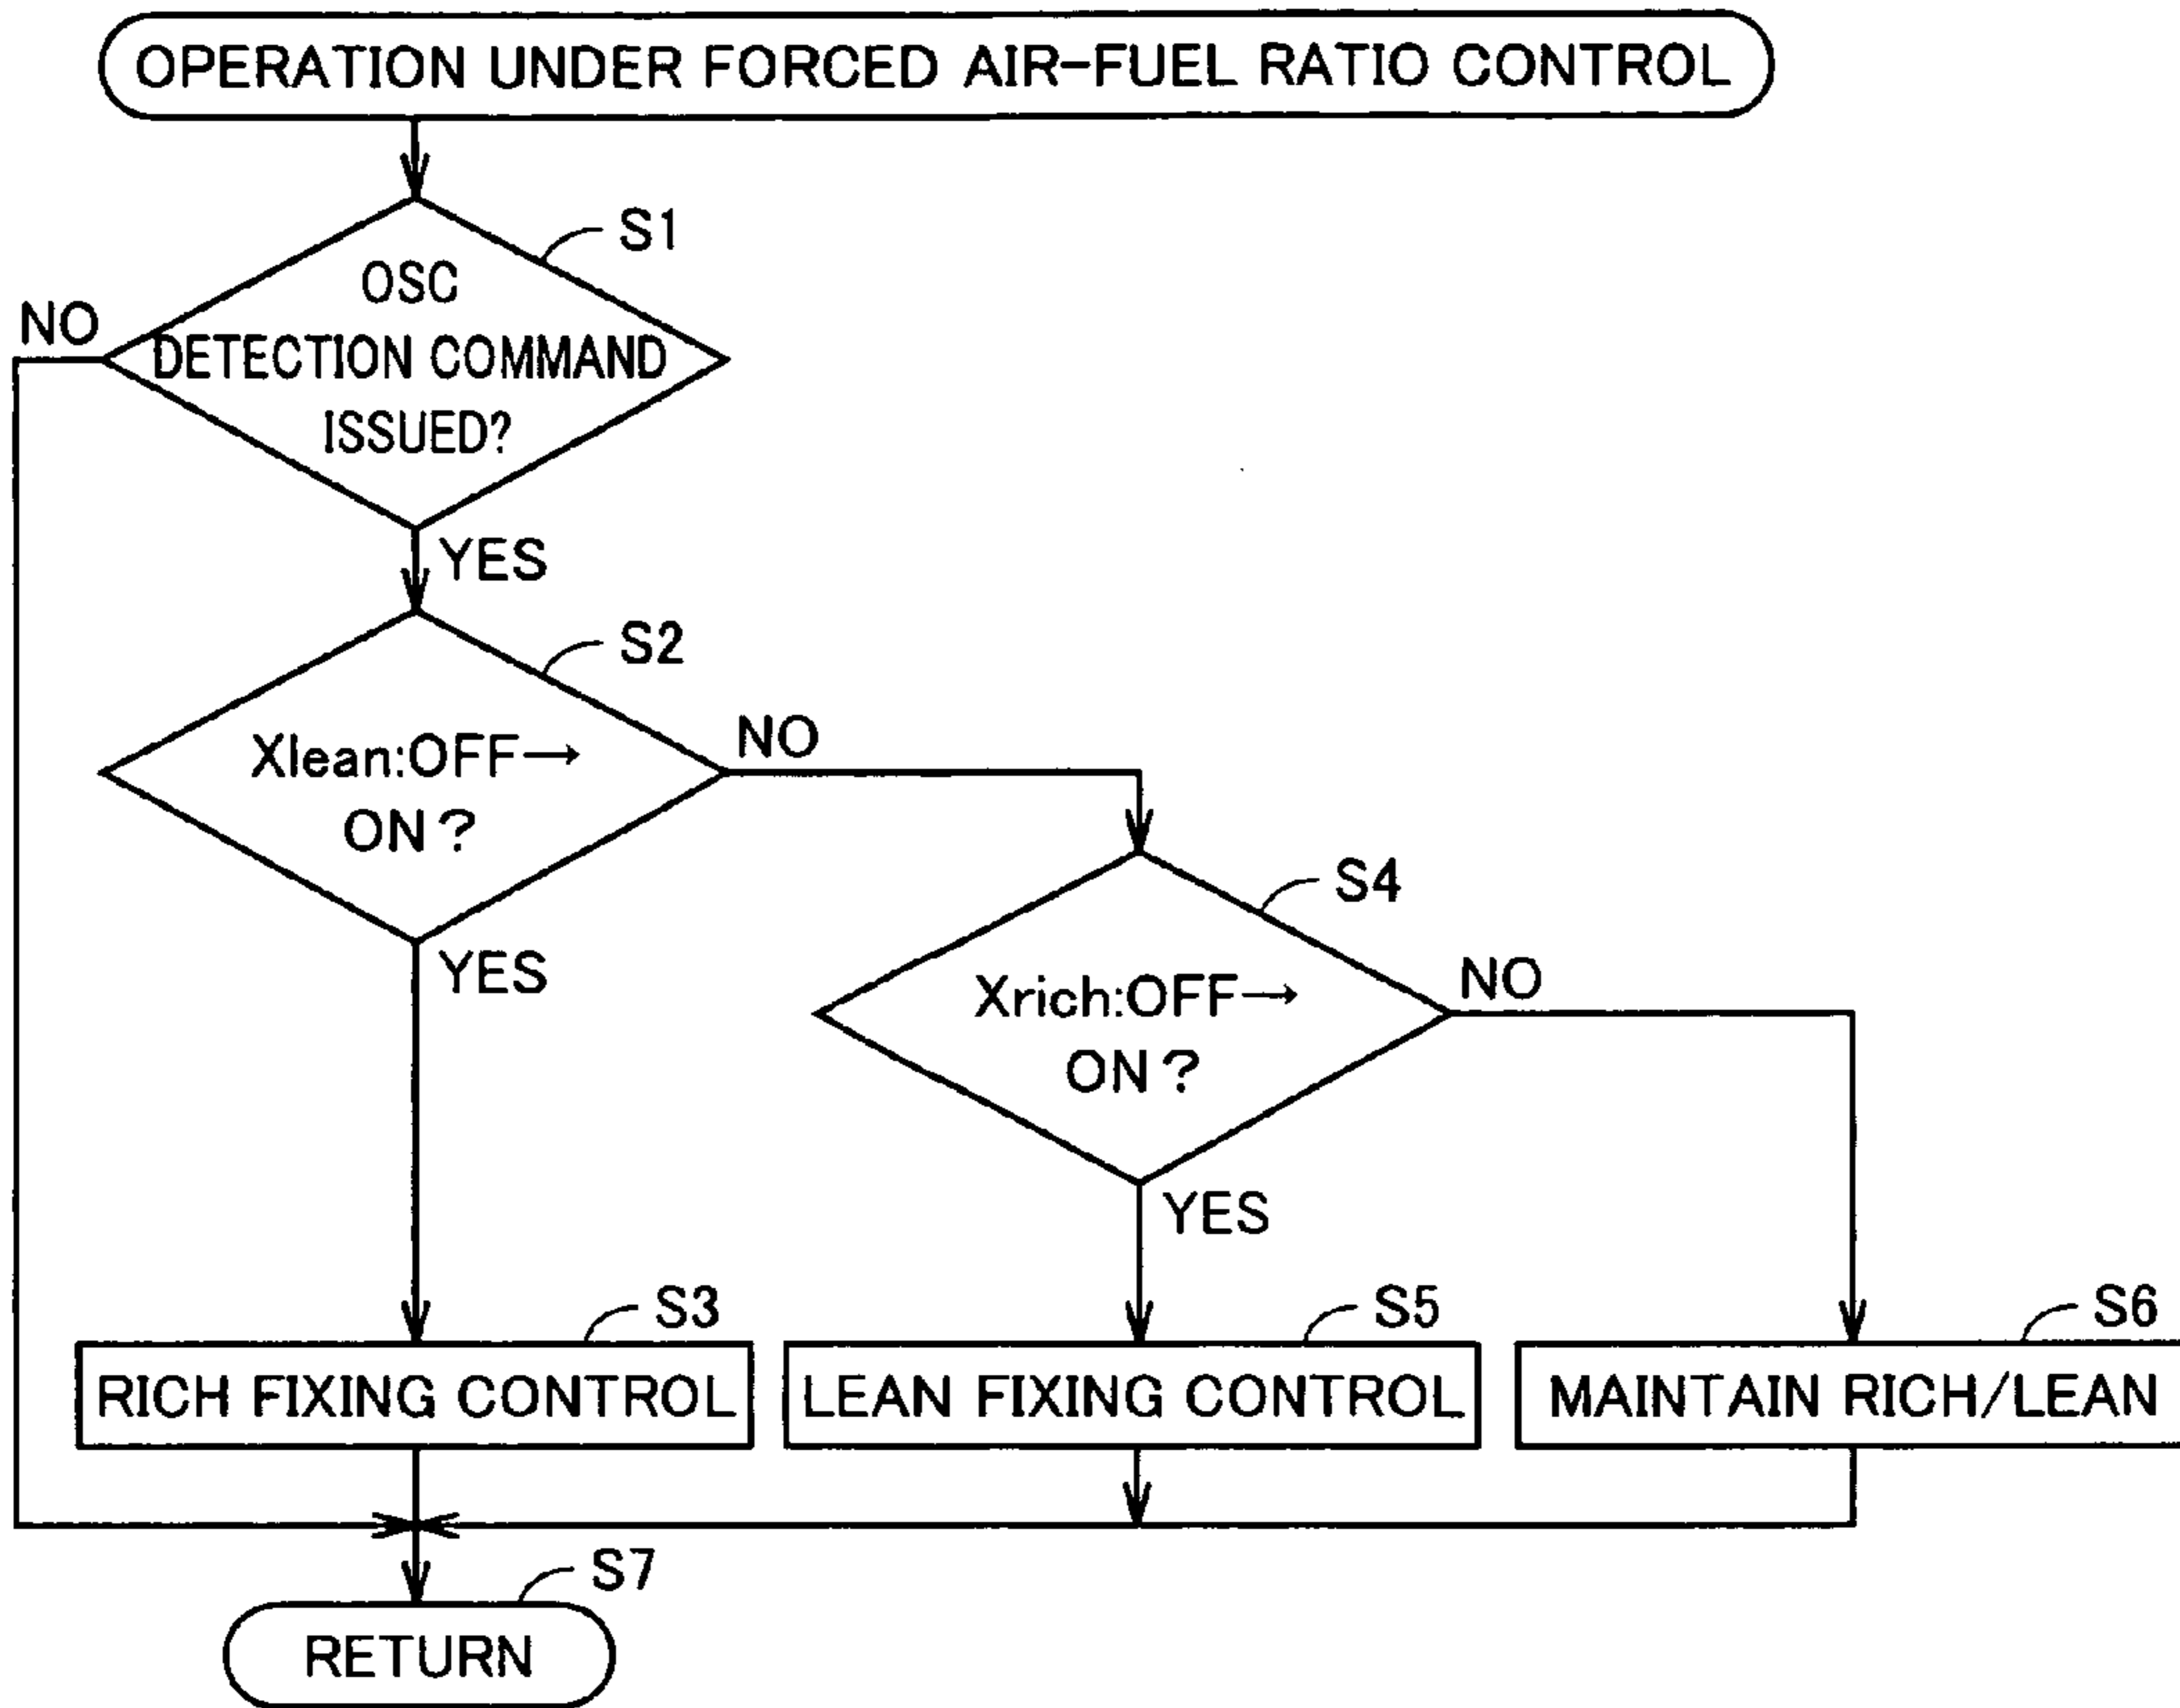 OPERATION UNDER FORCED AIR-FUEL RATIO CONTROL
S1
OSC
DETECTION COMMAND
ISSUED?
NO
YES
S2
Xlean:OFF→
ON?
NO
YES
S4
Xrich:OFF→
ON?
NO
YES
S3
RICH FIXING CONTROL
S5
LEAN FIXING CONTROL
S6
MAINTAIN RICH/LEAN
S7
RETURN